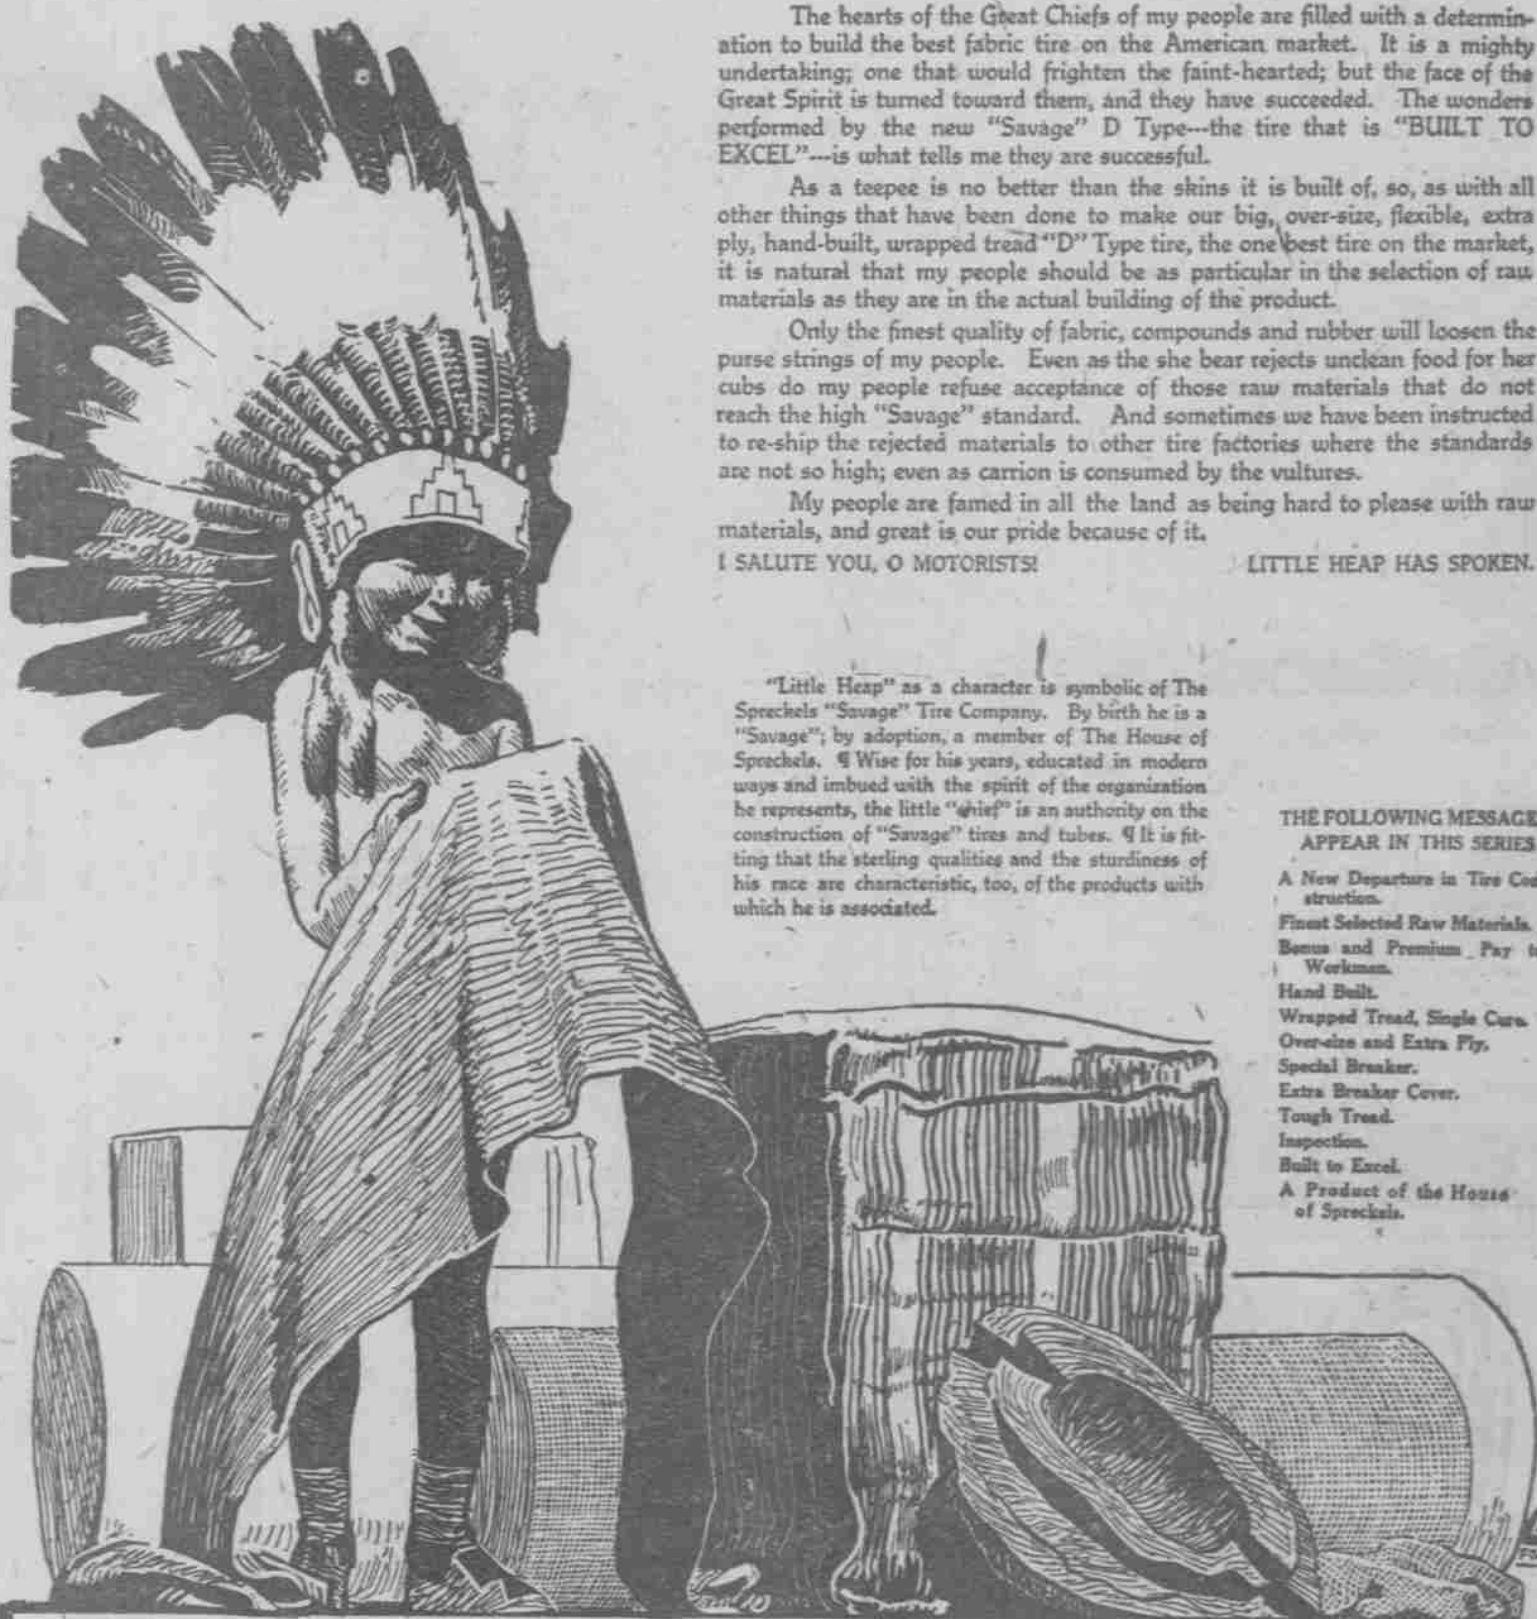 The hearts of the Great Chiefs of my people are filled with a determin-
ation to build the best fabric tire on the American market. It is a mighty
undertaking; one that would frighten the faint-hearted; but the face of the
Great Spirit is turned toward them, and they have succeeded. The wonders
performed by the new "Savage" D Type---the tire that is "BUILT TO
EXCEL"---is what tells me they are successful.
As a teepee is no better than the skins it is built of, so, as with all
other things that have been done to make our big, over-size, flexible, extra
ply, hand-built, wrapped tread "D" Type tire, the one best tire on the market,
it is natural that my people should be as particular in the selection of raw
materials as they are in the actual building of the product.
Only the finest quality of fabric, compounds and rubber will loosen the
purse strings of my people. Even as the she bear rejects unclean food for her
cubs do my people refuse acceptance of those raw materials that do not
reach the high "Savage" standard. And sometimes we have been instructed
to re-ship the rejected materials to other tire factories where the standards
are not so high; even as carrion is consumed by the vultures.
My people are famed in all the land as being hard to please with raw
materials, and great is our pride because of it.
I SALUTE YOU, O MOTORISTS! LITTLE HEAP HAS SPOKEN.
"Little Heap" as a character is symbolic of The
Spreckels "Savage" Tire Company. By birth he is a
"Savage"; by adoption, a member of The House of
Spreckels. ¶ Wise for his years, educated in modern
ways and imbued with the spirit of the organization
he represents, the little "chief" is an authority on the
construction of "Savage" tires and tubes. ¶ It is fit-
ting that the sterling qualities and the sturdiness of
his race are characteristic, too, of the products with
which he is associated.
THE FOLLOWING MESSAGE
APPEAR IN THIS SERIES
A New Departure in Tire Con
struction.
Finest Selected Raw Materials.
Bonus and Premium Pay to
Workmen.
Hand Built.
Wrapped Tread, Single Cure.
Over-size and Extra Ply.
Special Breaker.
Extra Breaker Cover.
Tough Tread.
Inspection.
Built to Excel.
A Product of the House
of Spreckels.